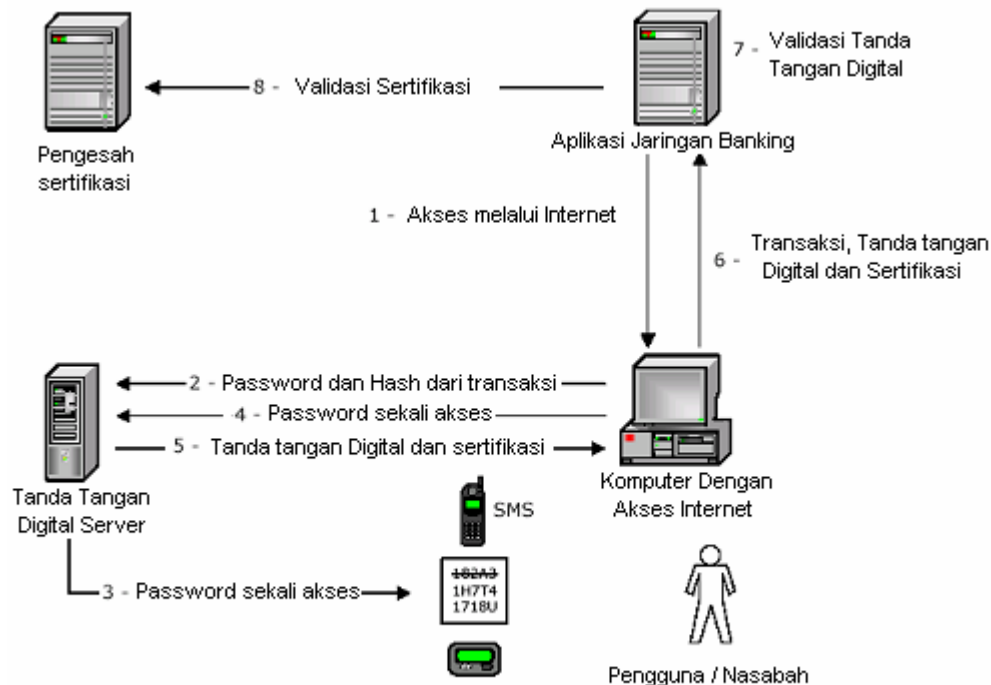 7 - Validasi Tanda
Tangan Digital
8 - Validasi Sertifikasi
Aplikasi Jaringan Banking
Pengesah
sertifikasi
1 - Akses melalui Internet
6 - Transaksi, Tanda tangan
Digital dan Sertifikasi
2 - Password dan Hash dari transaksi
4 - Password sekali akses
5 - Tanda tangan Digital dan sertifikasi
Tanda Tangan
Digital Server
Komputer Dengan
Akses Internet
SMS
182A3
1H7T4
1718U
3 - Password sekali akses
Pengguna / Nasabah